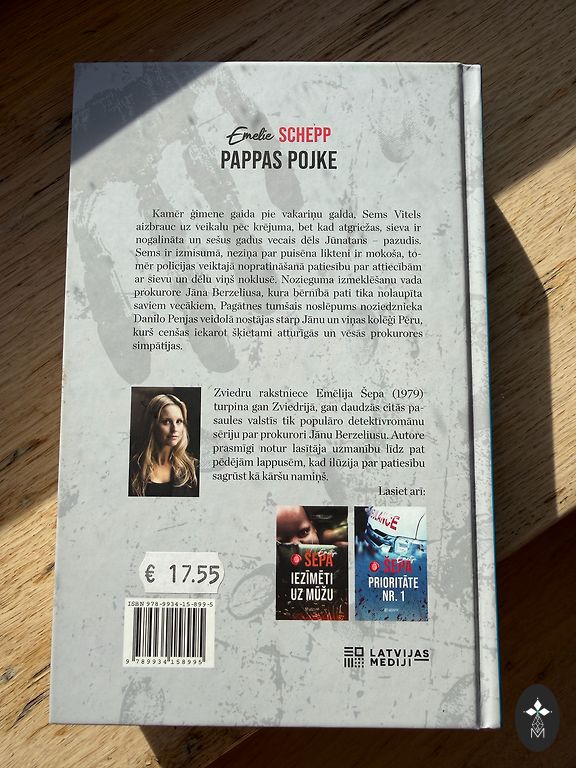 Emelie SCHEPP
PAPPAS POJKE
Kamēr ģimene gaida pie vakariņu galda, Sems Vitels
aizbrauc uz veikalu pēc krējuma, bet kad atgriežas, sieva ir
nogalināta un sešus gadus vecais dēls Jūnatans – pazudis.
Sems ir izmisumā, neziņa par puisēna likteni ir mokoša, to-
mēr policijas veiktajā nopratināšanā patiesību par attiecībām
ar sievu un dēlu viņš noklusē. Nozieguma izmeklēšanu vada
prokurore Jāna Berzeliusa, kura bērnībā pati tika nolaupīta
saviem vecākiem. Pagātnes tumšais noslēpums noziedznieka
Danilo Penjas veidolā nostājas starp Jānu un viņas kolēģi Pēru,
kurš cenšas iekarot šķietami atturīgās un vēsās prokurores
simpātijas.
Zviedru rakstniece Emēlija Šepa (1979)
turpina gan Zviedrijā, gan daudzās citās pa-
saules valstīs tik populāro detektīvromānu
sēriju par prokurori Jānu Berzeliusu. Autore
prasmīgi notur lasītāja uzmanību līdz pat
pēdējām lappusēm, kad ilūzija par patiesību
sagrūst kā kāršu namiņš.
Lasiet arī:
ŠEPA
IEZĪMĒTI
UZ MŪŽU
ŠEPA
PRIORITĀTE
NR. 1
€ 17.55
ISBN 978-9934-15-899-5
9 789934 158995
LATVIJAS
MEDIJI
M